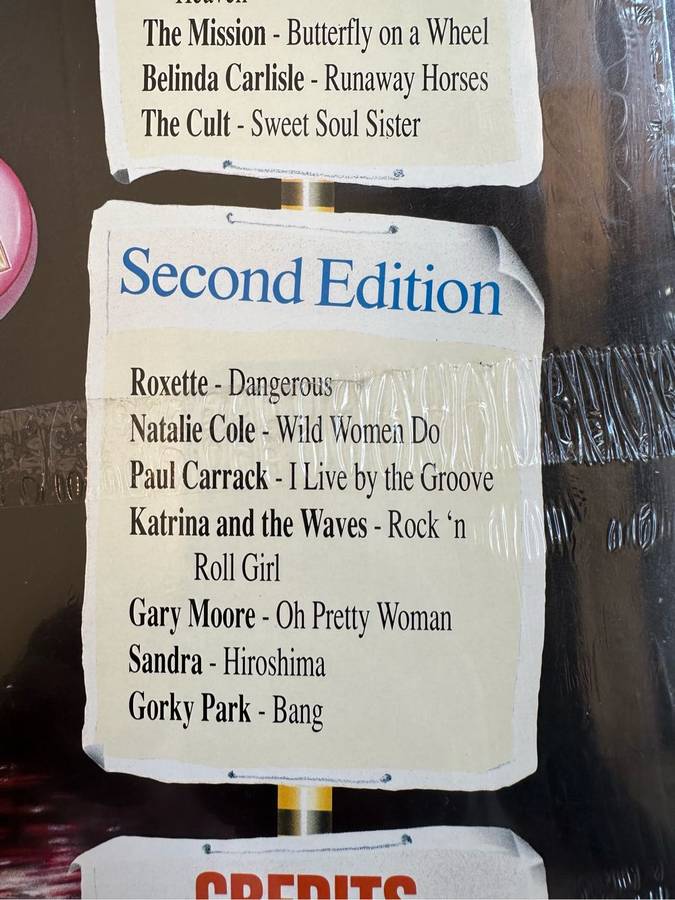 Heaven
The Mission - Butterfly on a Wheel
Belinda Carlisle - Runaway Horses
The Cult - Sweet Soul Sister
Second Edition
Roxette - Dangerous
Natalie Cole - Wild Women Do
Paul Carrack - I Live by the Groove
Katrina and the Waves - Rock ‘n
Roll Girl
Gary Moore - Oh Pretty Woman
Sandra - Hiroshima
Gorky Park - Bang
CREDITS